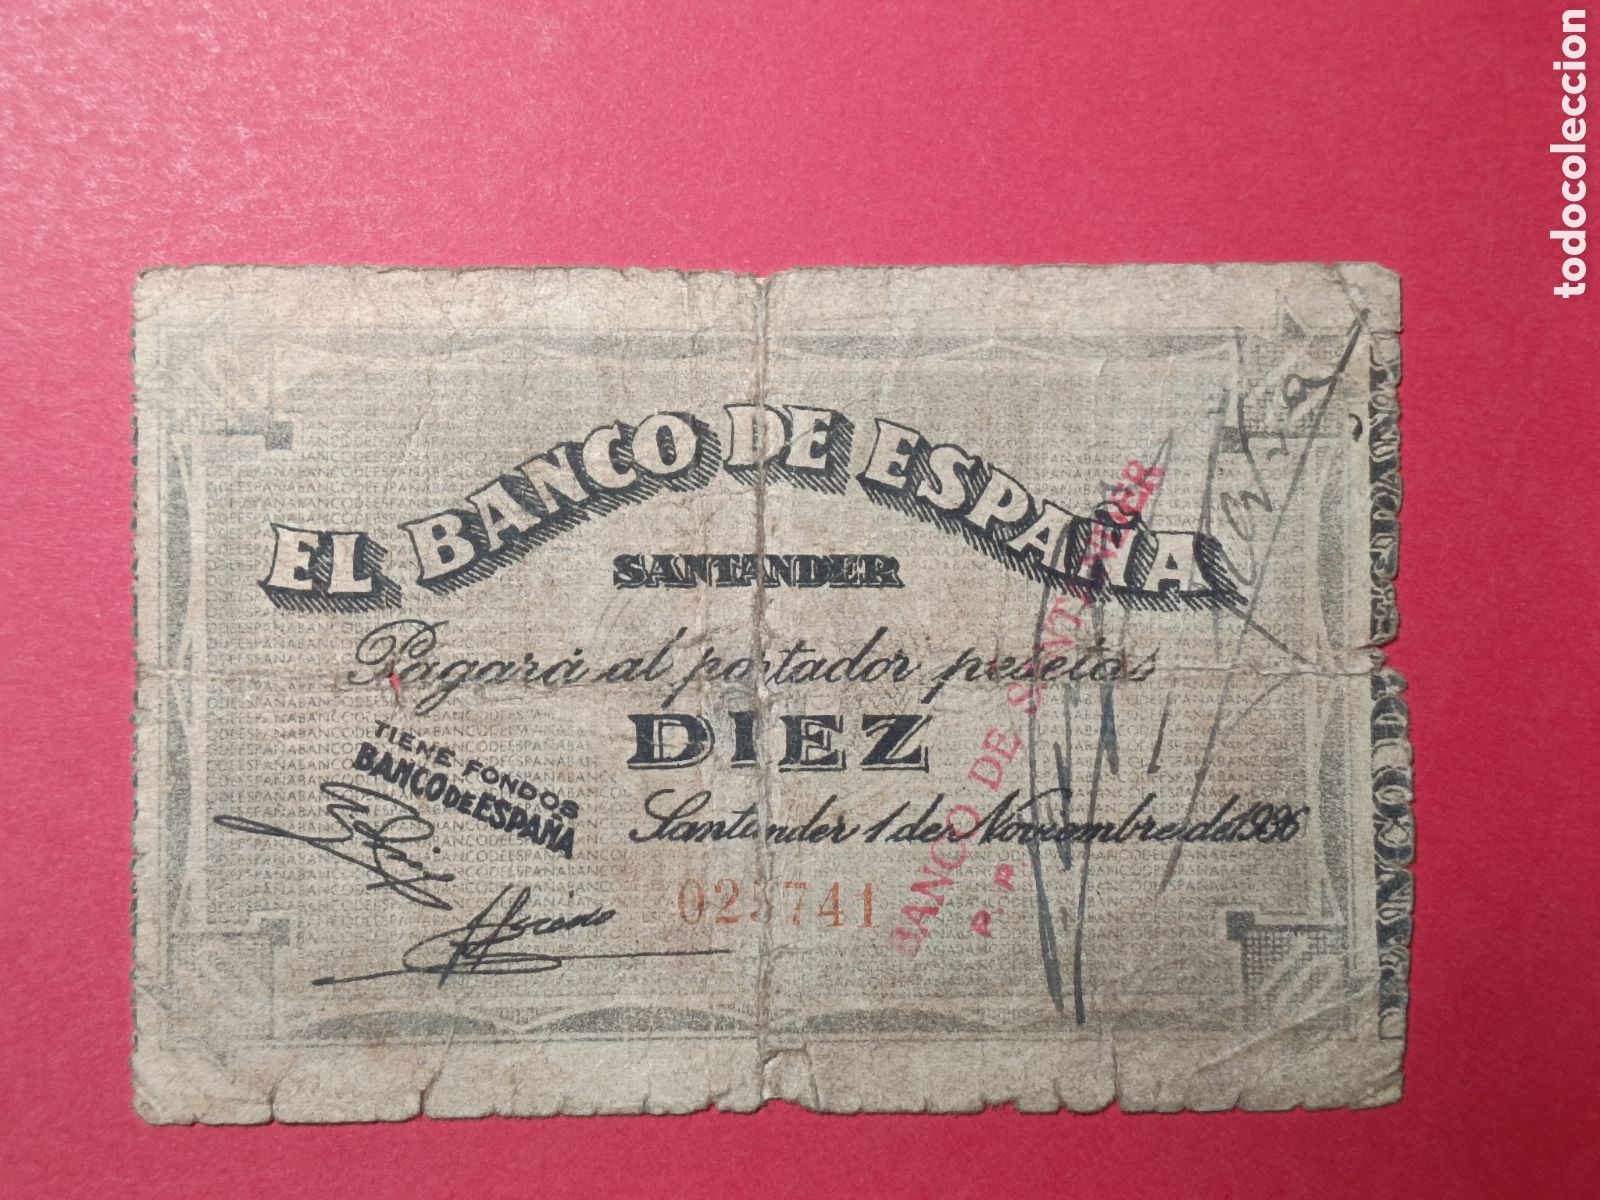 EL BANCO DE ESPAÑA
SANTANDER
Pagará al portador pesetas
DIEZ
Santander 1 de Noviembre de 1936
TIENE FONDOS
BANCO DE ESPAÑA
BANCO DE SANTANDER
P. P.
todocoleccion